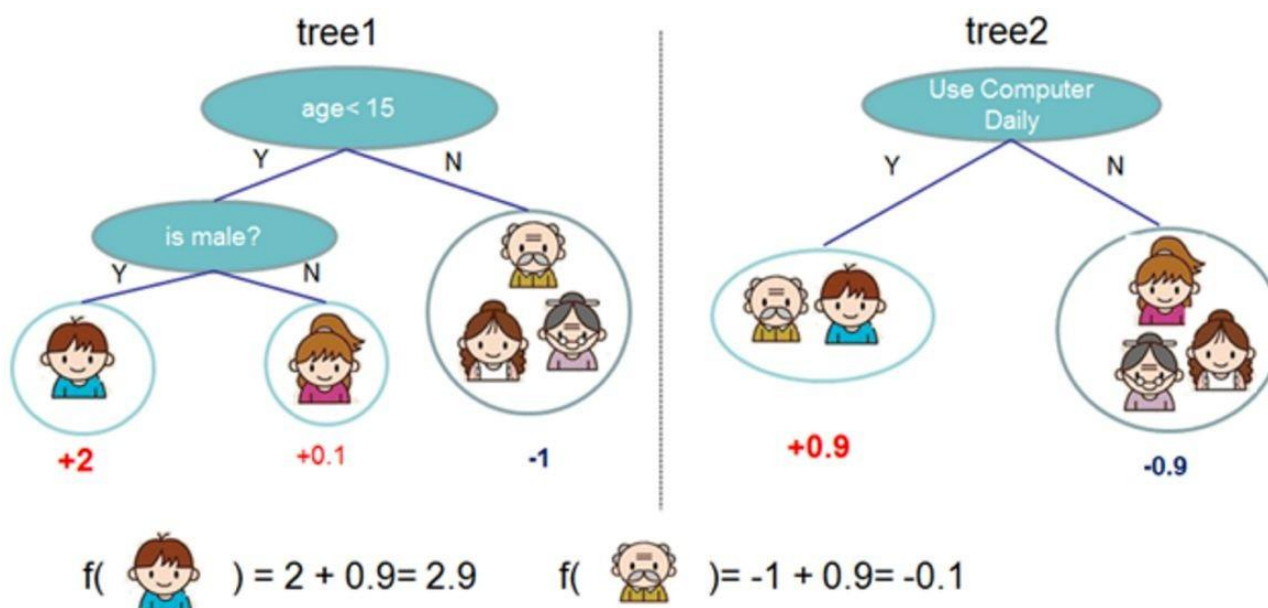 tree1
tree2
age< 15
Use Computer
Daily
Y
N
Y
N
is male?
Y
N
+2
+0.1
-1
+0.9
-0.9
f( ) = 2 + 0.9= 2.9
f( )= -1 + 0.9= -0.1